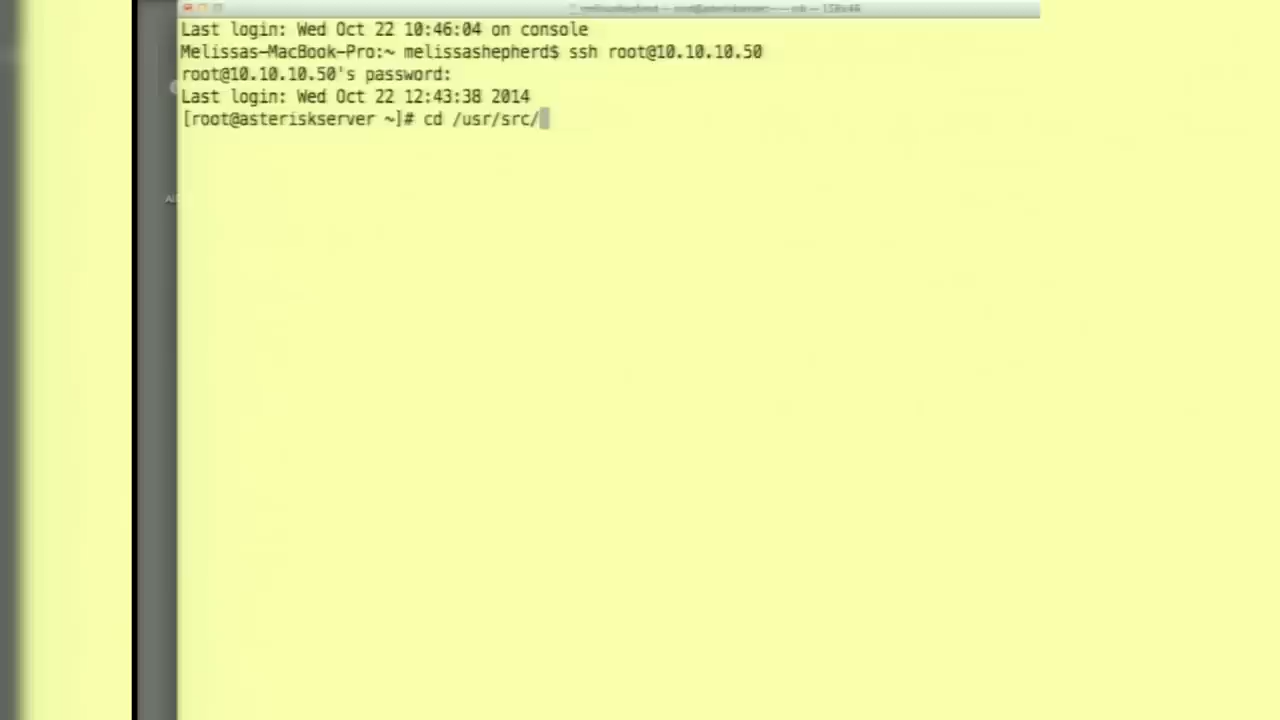 Last login: Wed Oct 22 10:46:04 on console
Melissas-MacBook-Pro:~ melissashepherd$ ssh root@10.10.10.50
root@10.10.10.50's password:
Last login: Wed Oct 22 12:43:38 2014
[root@asteriskserver ~]# cd /usr/src/